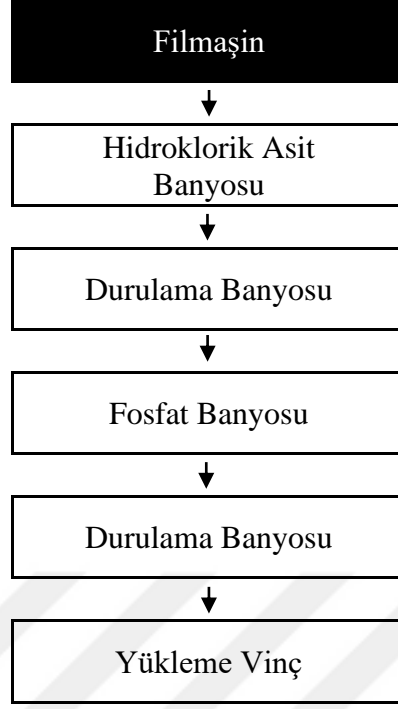 Filmaşin
Hidroklorik Asit
Banyosu
Durulama Banyosu
Fosfat Banyosu
Durulama Banyosu
Yükleme Vinç